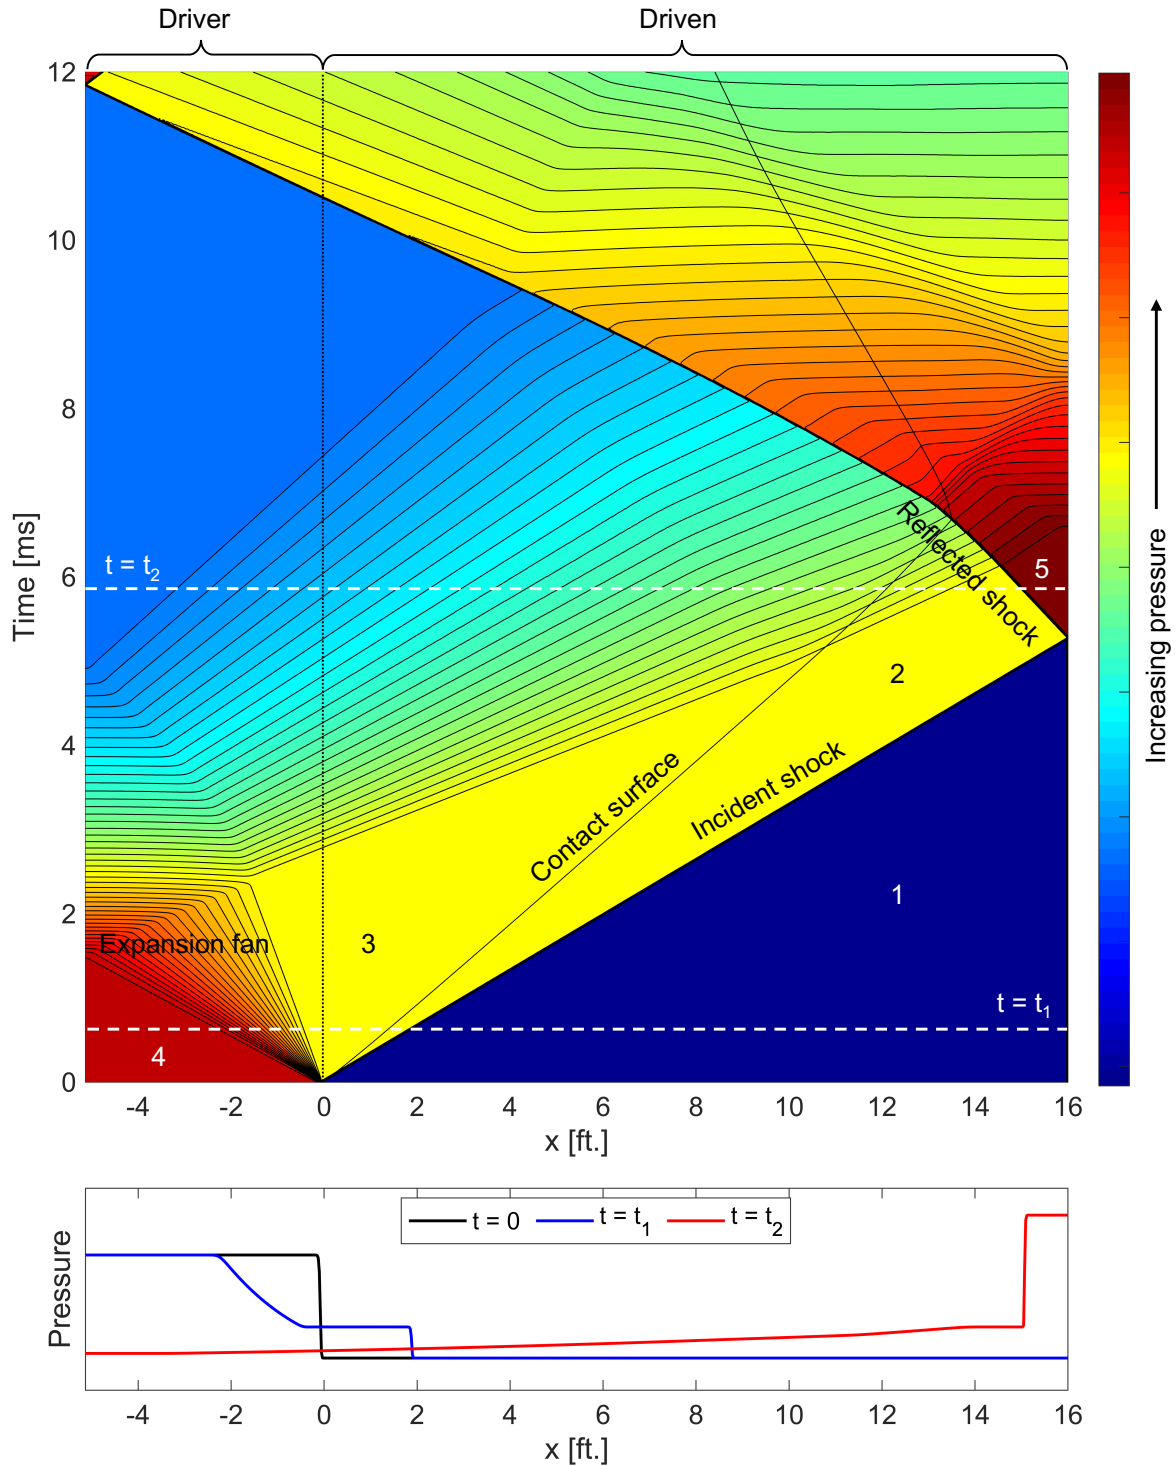 Driver
Driven
12
10
8
6
4
2
0
Time [ms]
t = t2
t = t1
Reflected shock
5
2
Contact surface
Incident shock
1
Expansion fan
3
4
-4
-2
0
2
4
6
8
10
12
14
16
x [ft.]
Increasing pressure
Pressure
t = 0
t = t1
t = t2
-4
-2
0
2
4
6
8
10
12
14
16
x [ft.]